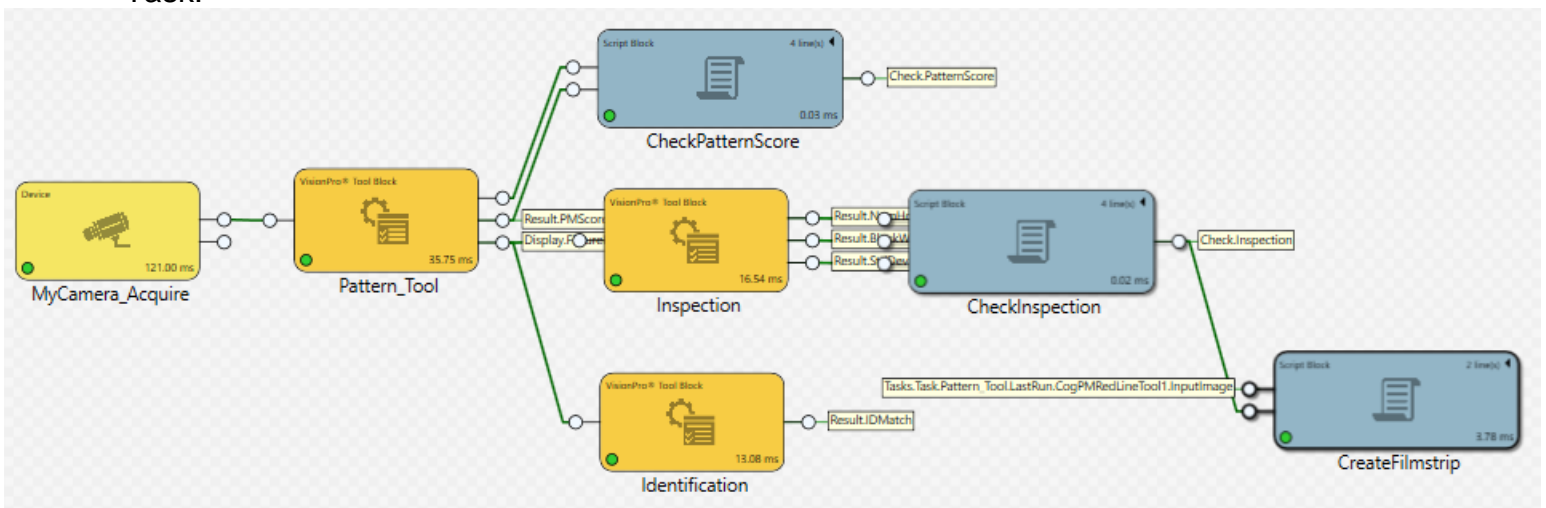 Task.
Script Block 4 line(s)
Check.PatternScore
0.03 ms
CheckPatternScore
Device
121.00 ms
MyCamera_Acquire
VisionPro® Tool Block
35.75 ms
Pattern_Tool
Result.PMScor
VisionPro® Tool Block
16.54 ms
Inspection
Script Block 4 line(s)
0.02 ms
CheckInspection
Check.Inspection
VisionPro® Tool Block
13.08 ms
Identification
Result.IDMatch
Tasks.Task.Pattern_Tool.LastRun.CogPMRedLineTool1.InputImage
Script Block 2 line(s)
3.78 ms
CreateFilmstrip